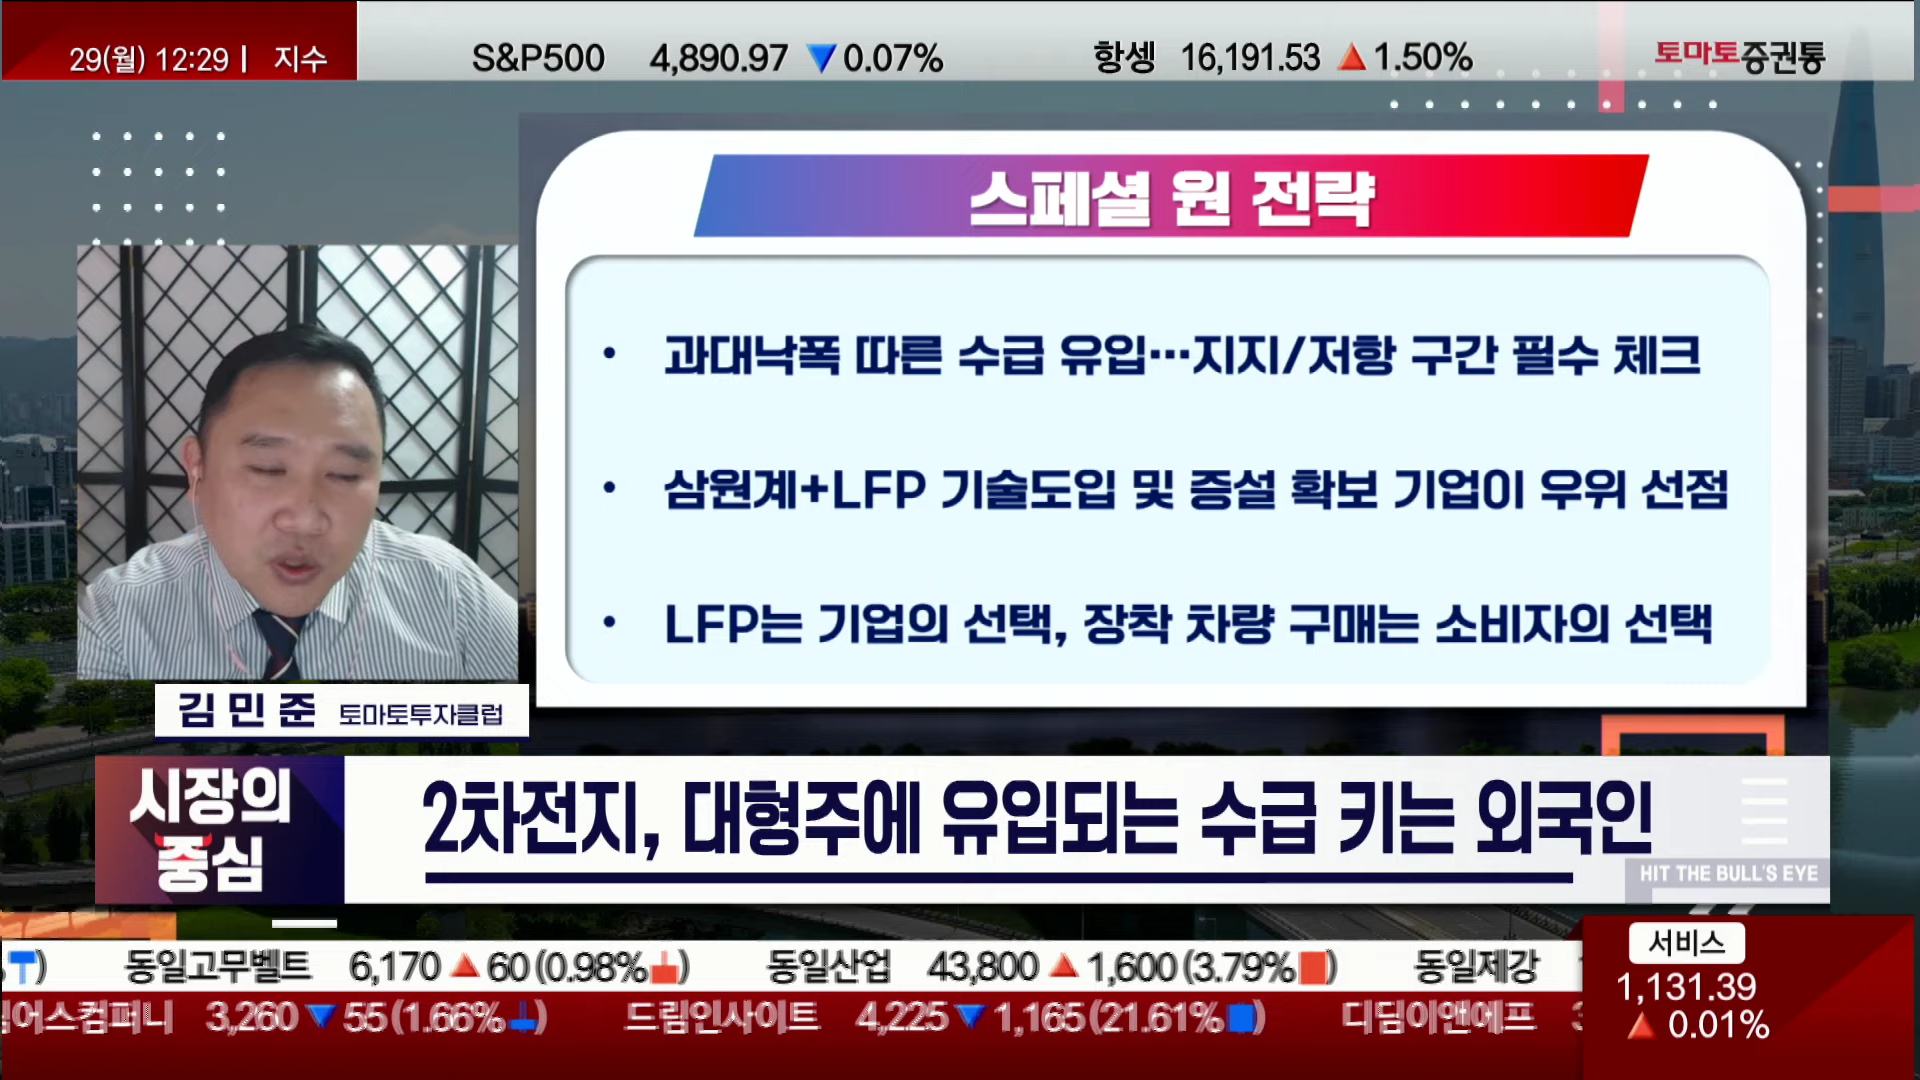 29(월) 12:29 | 지수 S&P500 4,890.97 ▼ 0.07% 항셍 16,191.53 ▲ 1.50% 토마토증권통
스페셜 원 전략
• 과대낙폭 따른 수급 유입…지지/저항 구간 필수 체크
• 삼원계+LFP 기술도입 및 증설 확보 기업이 우위 선점
• LFP는 기업의 선택, 장착 차량 구매는 소비자의 선택
김민준 토마토투자클럽
시장의
중심
2차전지, 대형주에 유입되는 수급 키는 외국인
HIT THE BULL'S EYE
동일고무벨트 6,170 ▲ 60 (0.98%) 동일산업 43,800 ▲ 1,600 (3.79%) 동일제강
어스컴퍼니 3,260 ▼ 55 (1.66%) 드림인사이트 4,225 ▼ 1,165 (21.61%) 디딤이앤에프
서비스
1,131.39
▲ 0.01%